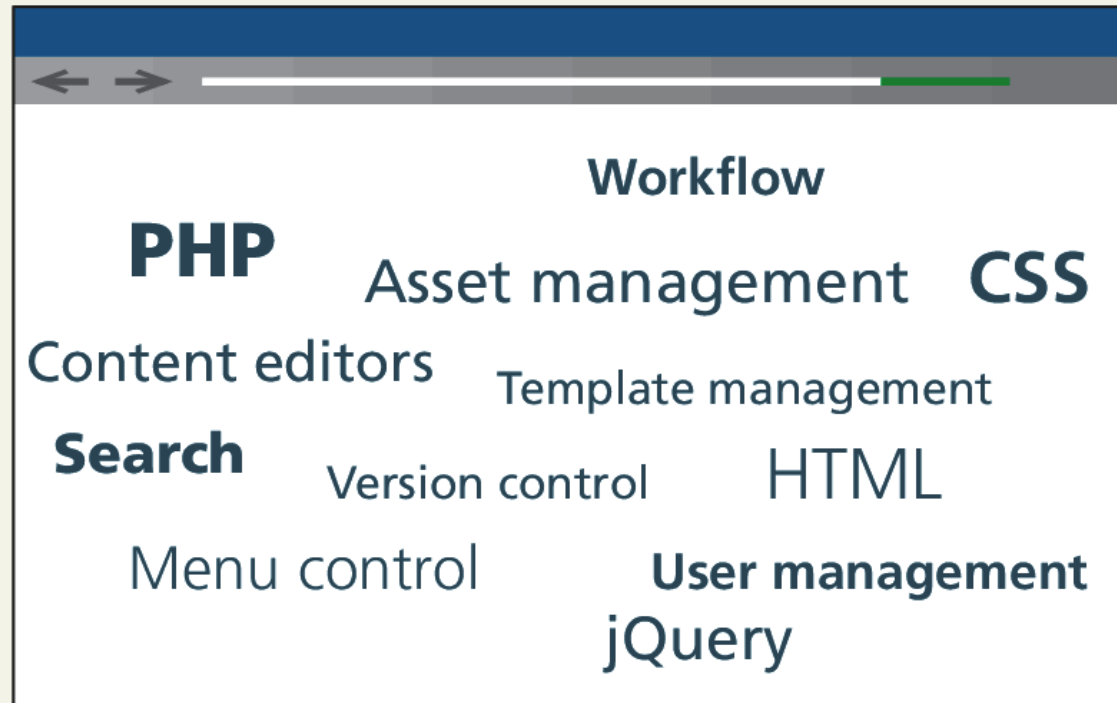 Workflow
PHP
Asset management
CSS
Content editors
Template management
Search
Version control
HTML
Menu control
User management
jQuery